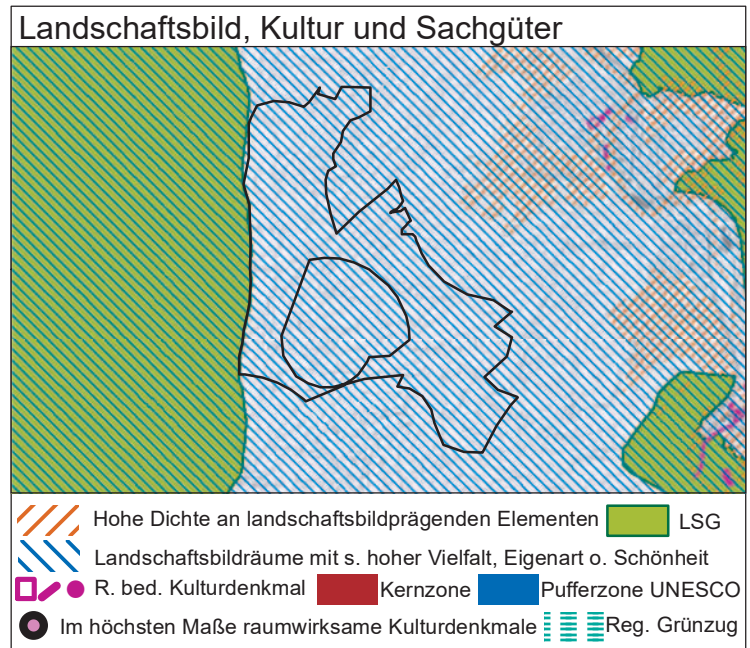 Landschaftsbild, Kultur und Sachgüter
Hohe Dichte an landschaftsbildprägenden Elementen LSG
Landschaftsbildräume mit s. hoher Vielfalt, Eigenart o. Schönheit
R. bed. Kulturdenkmal Kernzone Pufferzone UNESCO
Im höchsten Maße raumwirksame Kulturdenkmale Reg. Grünzug